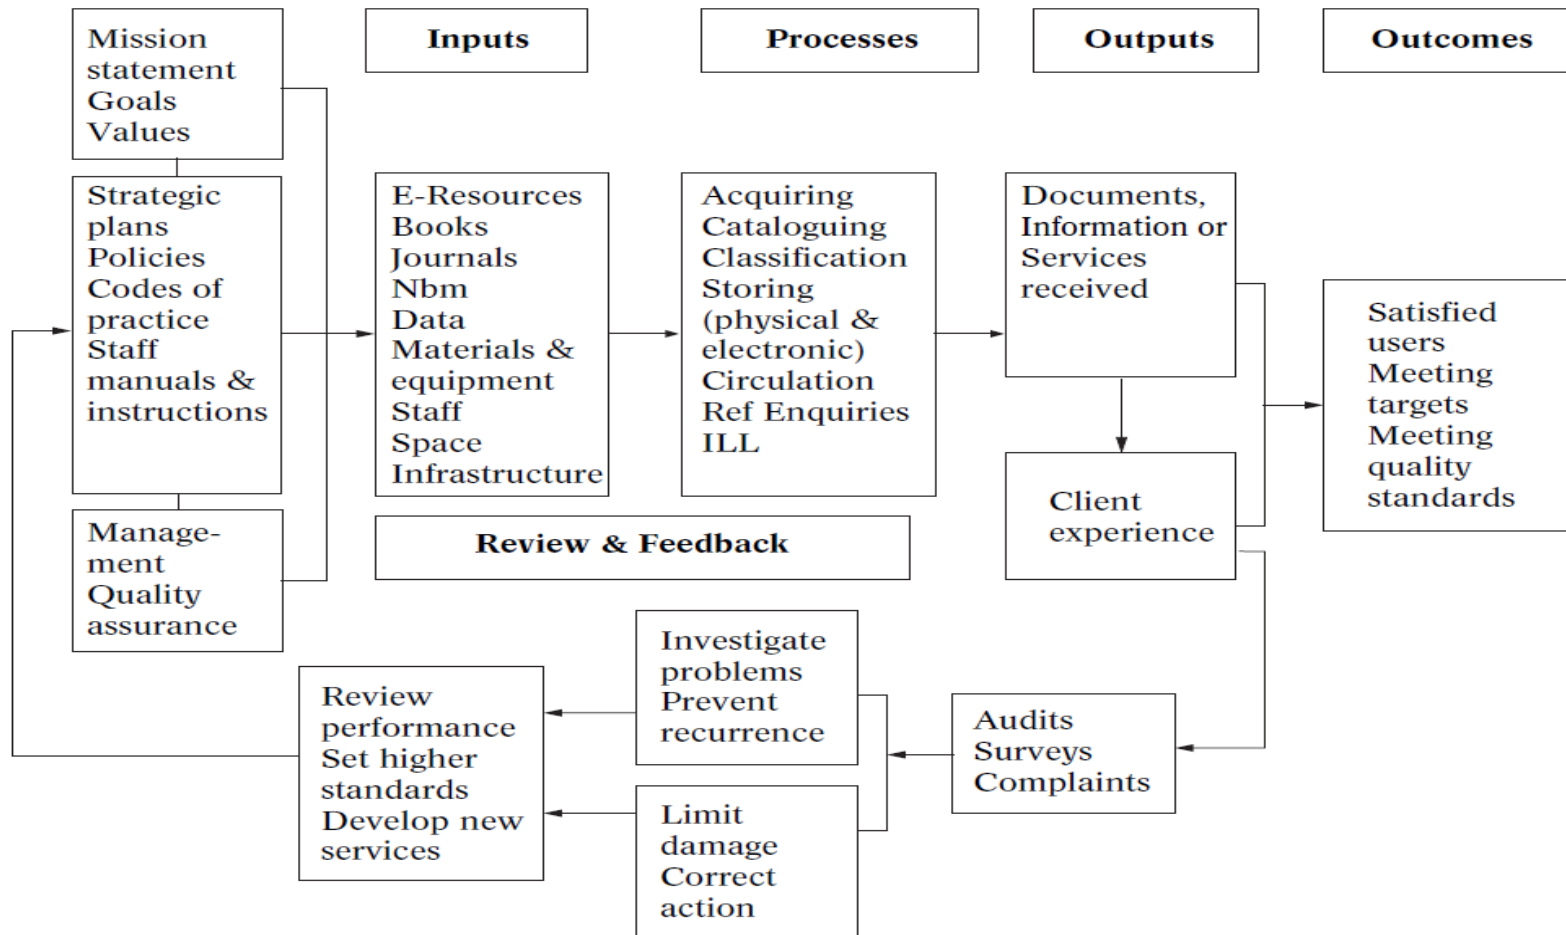 Mission
statement
Goals
Values
Inputs
Processes
Outputs
Outcomes
Strategic
plans
Policies
Codes of
practice
Staff
manuals &
instructions
E-Resources
Books
Journals
Nbm
Data
Materials &
equipment
Staff
Space
Infrastructure
Acquiring
Cataloguing
Classification
Storing
(physical &
electronic)
Circulation
Ref Enquiries
ILL
Documents,
Information or
Services
received
Satisfied
users
Meeting
targets
Meeting
quality
standards
Client
experience
Manage-
ment
Quality
assurance
Review & Feedback
Investigate
problems
Prevent
recurrence
Review
performance
Set higher
standards
Develop new
services
Audits
Surveys
Complaints
Limit
damage
Correct
action